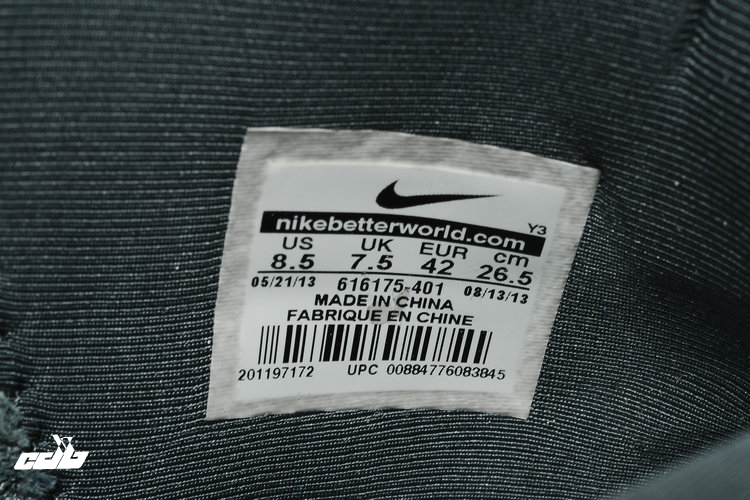 Y3
nikebetterworld.com
US UK EUR cm
8.5 7.5 42 26.5
05/21/13 616175-401 08/13/13
MADE IN CHINA
FABRIQUE EN CHINE
201197172 UPC 00884776083845
cdb